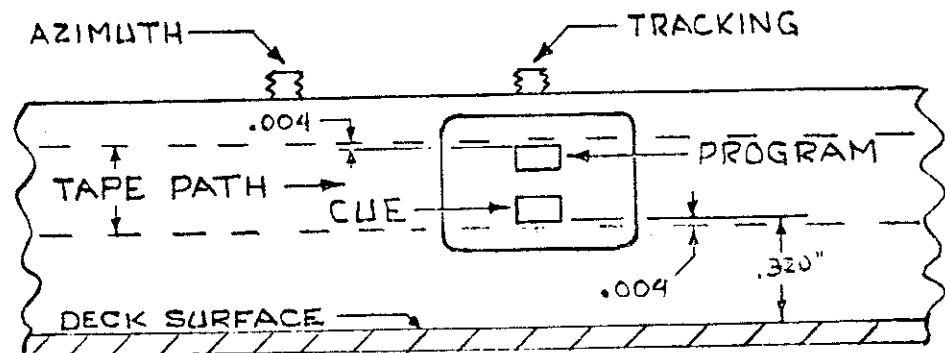 AZIMUTH
TRACKING
.004
PROGRAM
TAPE PATH
CUE
.004
.320"
DECK SURFACE